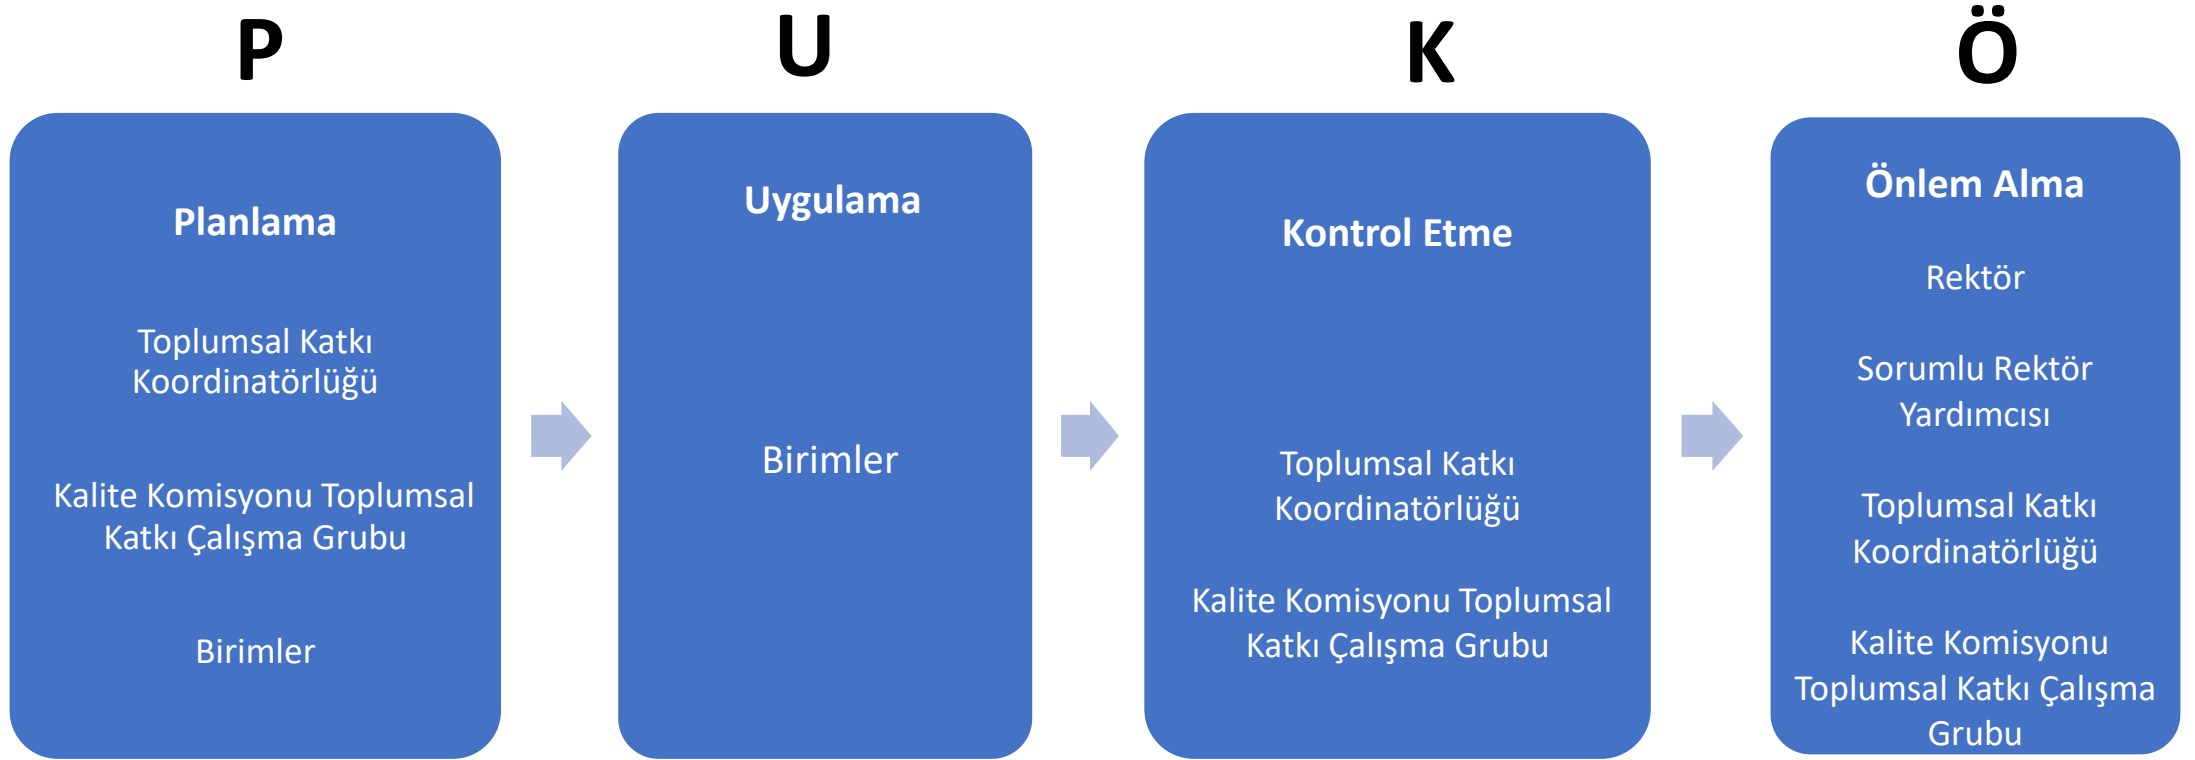 P
U
K
Ö
Planlama
Toplumsal Katkı
Koordinatörlüğü
Kalite Komisyonu Toplumsal
Katkı Çalışma Grubu
Birimler
Uygulama
Birimler
Kontrol Etme
Toplumsal Katkı
Koordinatörlüğü
Kalite Komisyonu Toplumsal
Katkı Çalışma Grubu
Önlem Alma
Rektör
Sorumlu Rektör
Yardımcısı
Toplumsal Katkı
Koordinatörlüğü
Kalite Komisyonu
Toplumsal Katkı Çalışma
Grubu